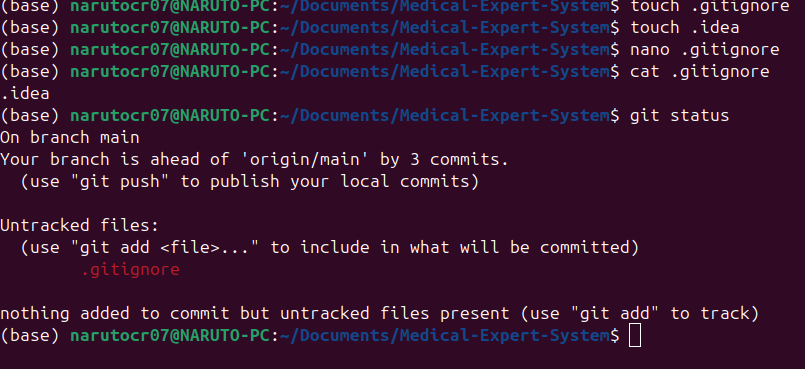 (base) narutocr07@NARUTO-PC:~/Documents/Medical-Expert-System$ touch .gitignore
(base) narutocr07@NARUTO-PC:~/Documents/Medical-Expert-System$ touch .idea
(base) narutocr07@NARUTO-PC:~/Documents/Medical-Expert-System$ nano .gitignore
(base) narutocr07@NARUTO-PC:~/Documents/Medical-Expert-System$ cat .gitignore
.idea
(base) narutocr07@NARUTO-PC:~/Documents/Medical-Expert-System$ git status
On branch main
Your branch is ahead of 'origin/main' by 3 commits.
  (use "git push" to publish your local commits)

Untracked files:
  (use "git add <file>..." to include in what will be committed)
        .gitignore

nothing added to commit but untracked files present (use "git add" to track)
(base) narutocr07@NARUTO-PC:~/Documents/Medical-Expert-System$